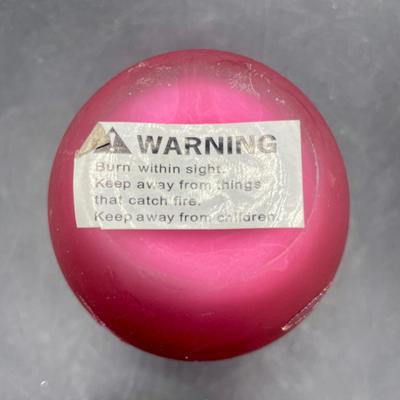 WARNING
Burn within sight.
Keep away from things
that catch fire.
Keep away from children.